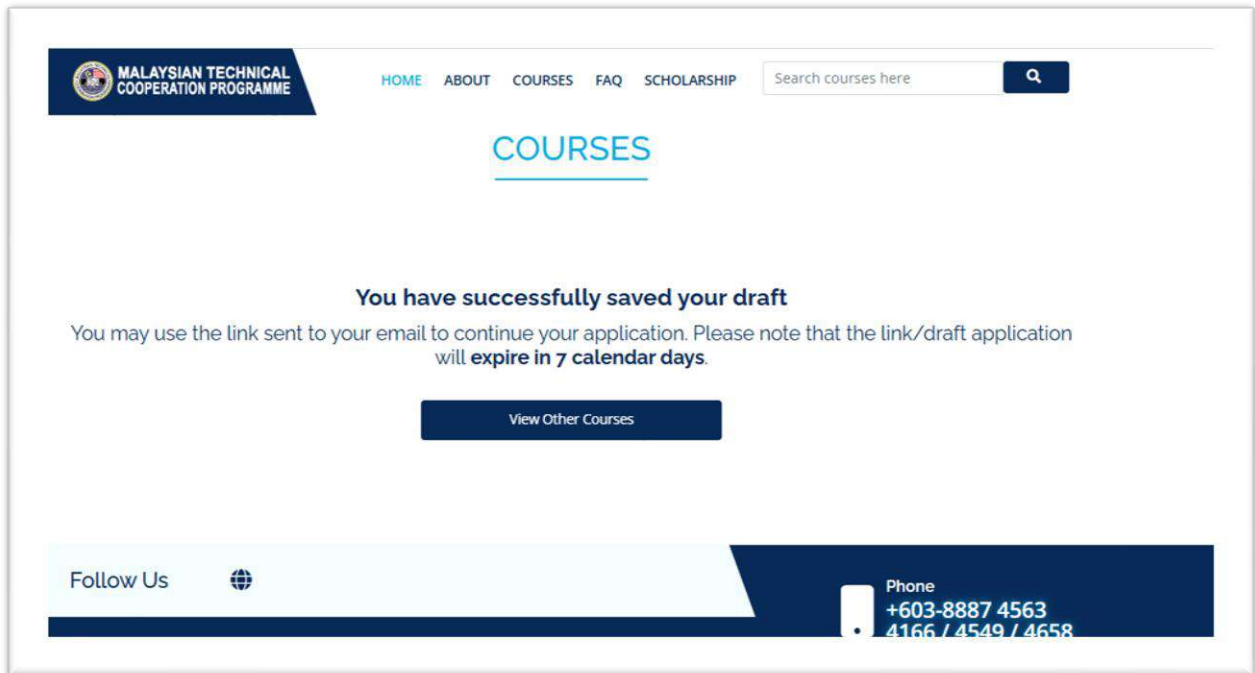 MALAYSIAN TECHNICAL
COOPERATION PROGRAMME
HOME ABOUT COURSES FAQ SCHOLARSHIP Search courses here
COURSES
You have successfully saved your draft
You may use the link sent to your email to continue your application. Please note that the link/draft application
will expire in 7 calendar days.
View Other Courses
Follow Us
Phone
+603-8887 4563
4166 / 4549 / 4658